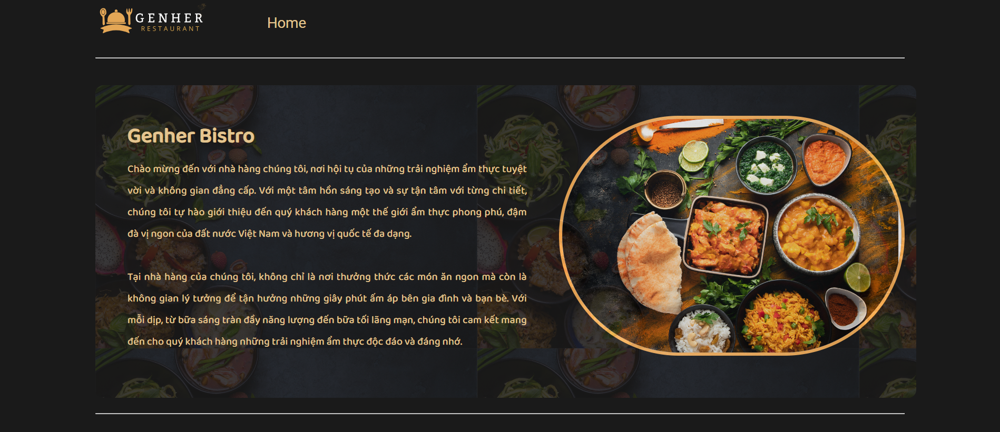 GENHER
RESTAURANT
Home
Genher Bistro
Chào mừng đến với nhà hàng chúng tôi, nơi hội tụ của những trải nghiệm ẩm thực tuyệt
vời và không gian đẳng cấp. Với một tâm hồn sáng tạo và sự tận tâm với từng chi tiết,
chúng tôi tự hào giới thiệu đến quý khách hàng một thế giới ẩm thực phong phú, đậm
đà vị ngon của đất nước Việt Nam và hương vị quốc tế đa dạng.
Tại nhà hàng của chúng tôi, không chỉ là nơi thưởng thức các món ăn ngon mà còn là
không gian lý tưởng để tận hưởng những giây phút ấm áp bên gia đình và bạn bè. Với
mỗi dịp, từ bữa sáng tràn đầy năng lượng đến bữa tối lãng mạn, chúng tôi cam kết mang
đến cho quý khách hàng những trải nghiệm ẩm thực độc đáo và đáng nhớ.